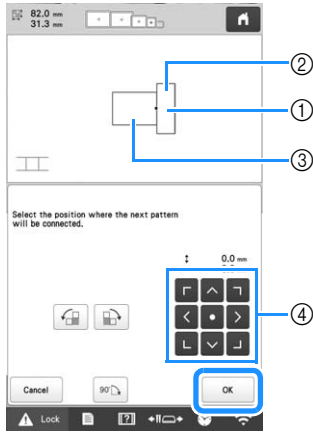 82.0 mm
31.3 mm
②
①
③
Select the position where the next pattern
will be connected.
0.0 mm
④
Cancel
90°
OK
Lock